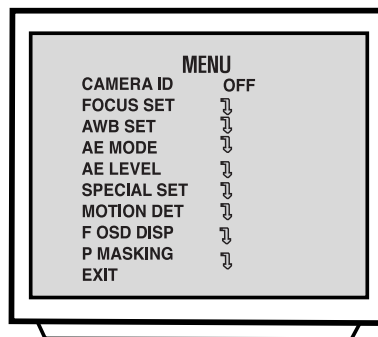 MENU
CAMERA ID OFF
FOCUS SET ↴
AWB SET ↴
AE MODE ↴
AE LEVEL ↴
SPECIAL SET ↴
MOTION DET ↴
F OSD DISP ↴
P MASKING ↴
EXIT